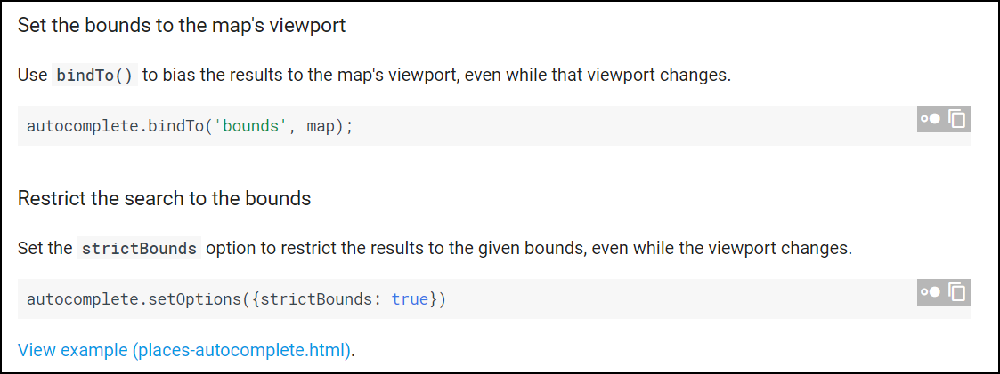 Set the bounds to the map's viewport
Use bindTo() to bias the results to the map's viewport, even while that viewport changes.
autocomplete.bindTo('bounds', map);
Restrict the search to the bounds
Set the strictBounds option to restrict the results to the given bounds, even while the viewport changes.
autocomplete.setOptions({strictBounds: true})
View example (places-autocomplete.html).